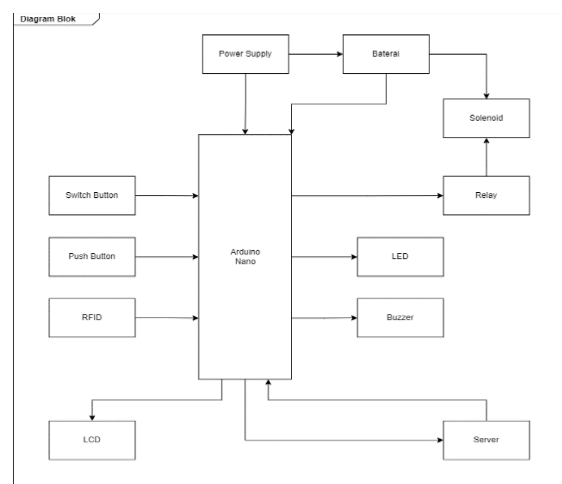 Diagram Blok
Power Supply
Baterai
Solenoid
Switch Button
Relay
Push Button
Arduino
Nano
LED
RFID
Buzzer
LCD
Server